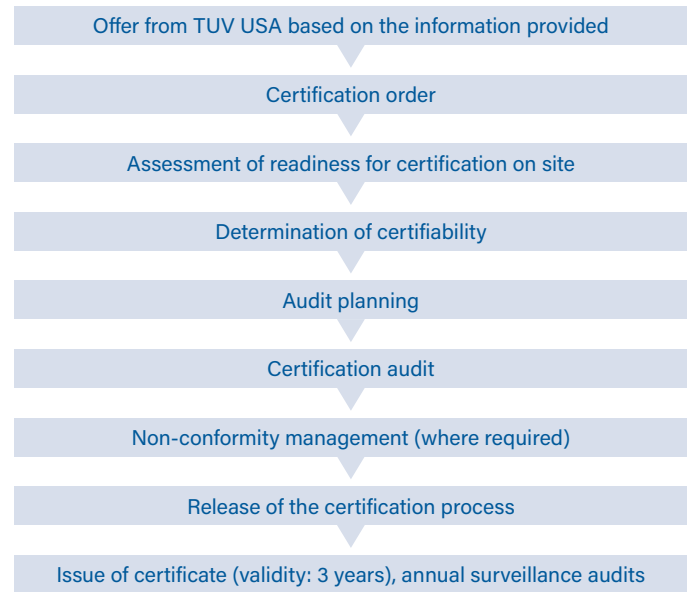 Offer from TUV USA based on the information provided
Certification order
Assessment of readiness for certification on site
Determination of certifiability
Audit planning
Certification audit
Non-conformity management (where required)
Release of the certification process
Issue of certificate (validity: 3 years), annual surveillance audits